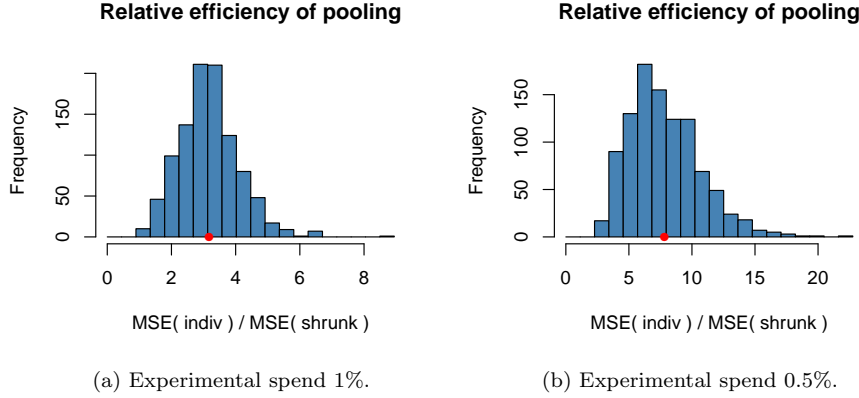 Relative efficiency of pooling
Frequency
0
50
150
0
2
4
6
8
MSE( indiv ) / MSE( shrunk )
(a) Experimental spend 1%.
Relative efficiency of pooling
Frequency
0
50
100
150
0
5
10
15
20
MSE( indiv ) / MSE( shrunk )
(b) Experimental spend 0.5%.